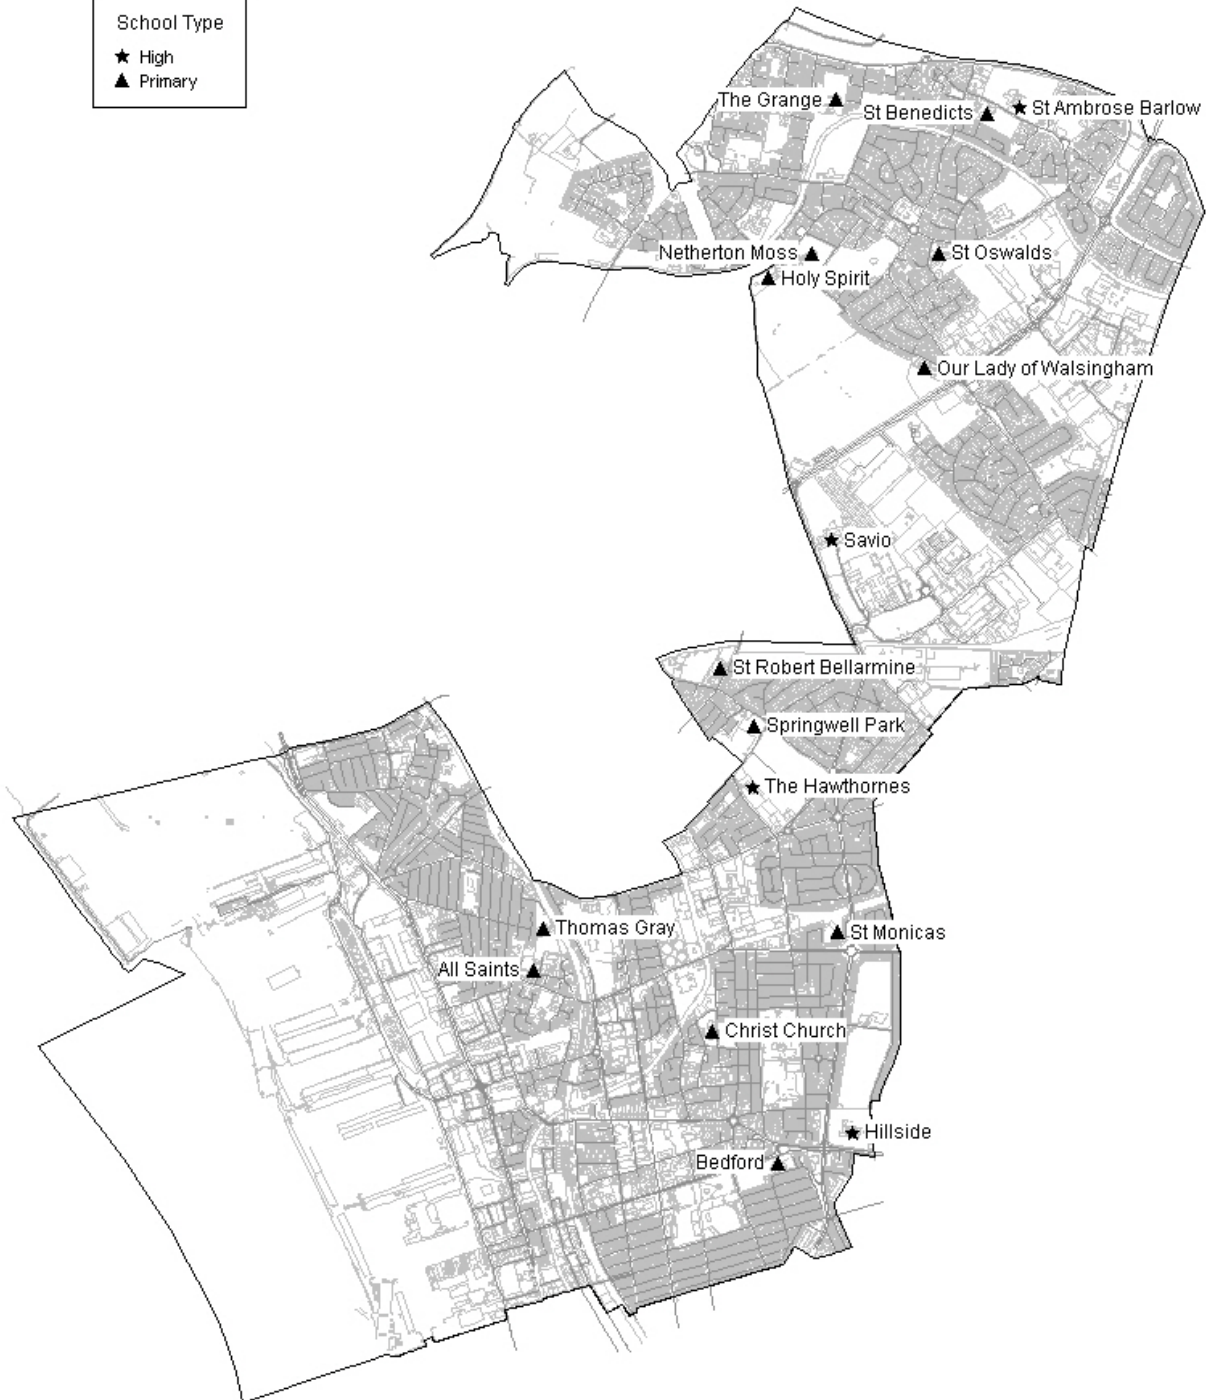 School Type
High
Primary
The Grange
St Benedicts
St Ambrose Barlow
Netherton Moss
St Oswalds
Holy Spirit
Our Lady of Walsingham
Savio
St Robert Bellarmine
Springwell Park
The Hawthornes
Thomas Gray
St Monicas
All Saints
Christ Church
Hillside
Bedford